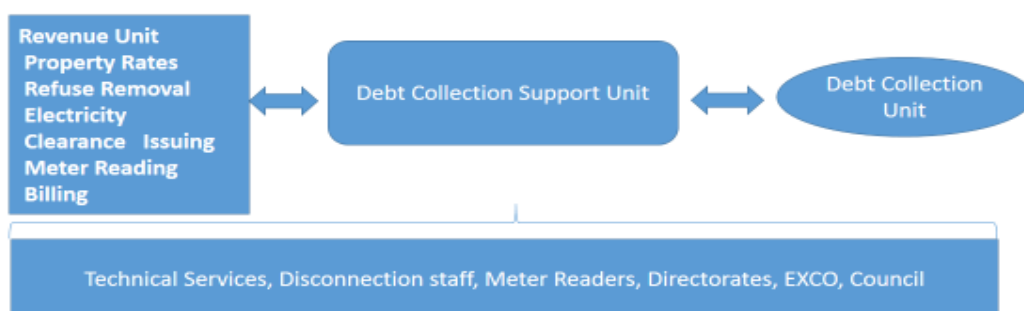 Revenue Unit
Property Rates
Refuse Removal
Electricity
Clearance Issuing
Meter Reading
Billing
Debt Collection Support Unit
Debt Collection
Unit
Technical Services, Disconnection staff, Meter Readers, Directorates, EXCO, Council